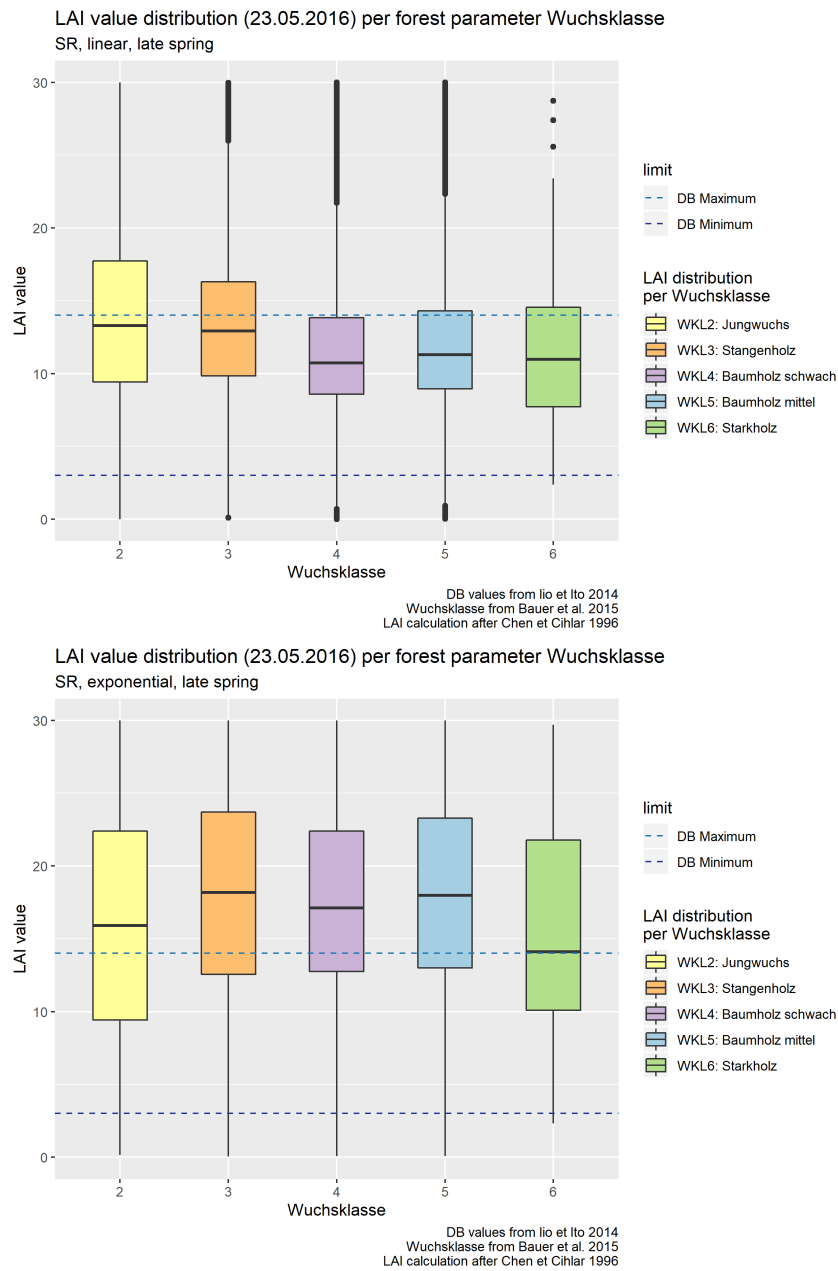 LAI value distribution (23.05.2016) per forest parameter Wuchsklasse
SR, linear, late spring
30
20
10
0
LAI value
2 3 4 5 6
Wuchsklasse
limit
DB Maximum
DB Minimum
LAI distribution
per Wuchsklasse
WKL2: Jungwuchs
WKL3: Stangenholz
WKL4: Baumholz schwach
WKL5: Baumholz mittel
WKL6: Starkholz
DB values from Iio et Ito 2014
Wuchsklasse from Bauer et al. 2015
LAI calculation after Chen et Cihlar 1996
LAI value distribution (23.05.2016) per forest parameter Wuchsklasse
SR, exponential, late spring
30
20
10
0
LAI value
2 3 4 5 6
Wuchsklasse
limit
DB Maximum
DB Minimum
LAI distribution
per Wuchsklasse
WKL2: Jungwuchs
WKL3: Stangenholz
WKL4: Baumholz schwach
WKL5: Baumholz mittel
WKL6: Starkholz
DB values from Iio et Ito 2014
Wuchsklasse from Bauer et al. 2015
LAI calculation after Chen et Cihlar 1996